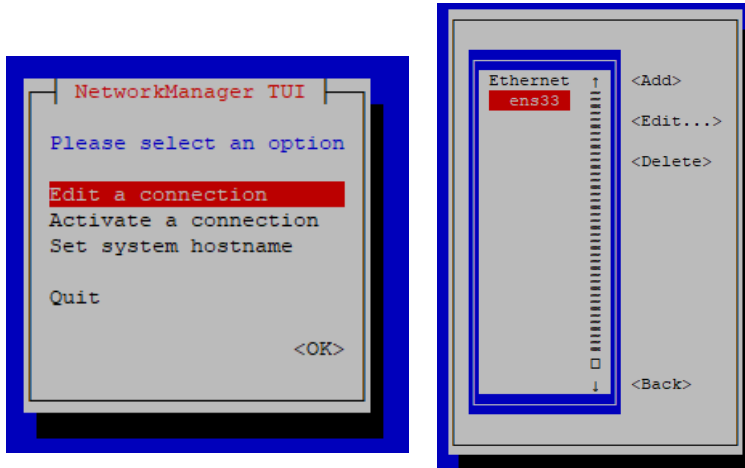 NetworkManager TUI
Please select an option
Edit a connection
Activate a connection
Set system hostname
Quit
<OK>
Ethernet ↑ <Add>
ens33
<Edit...>
<Delete>
↓ <Back>